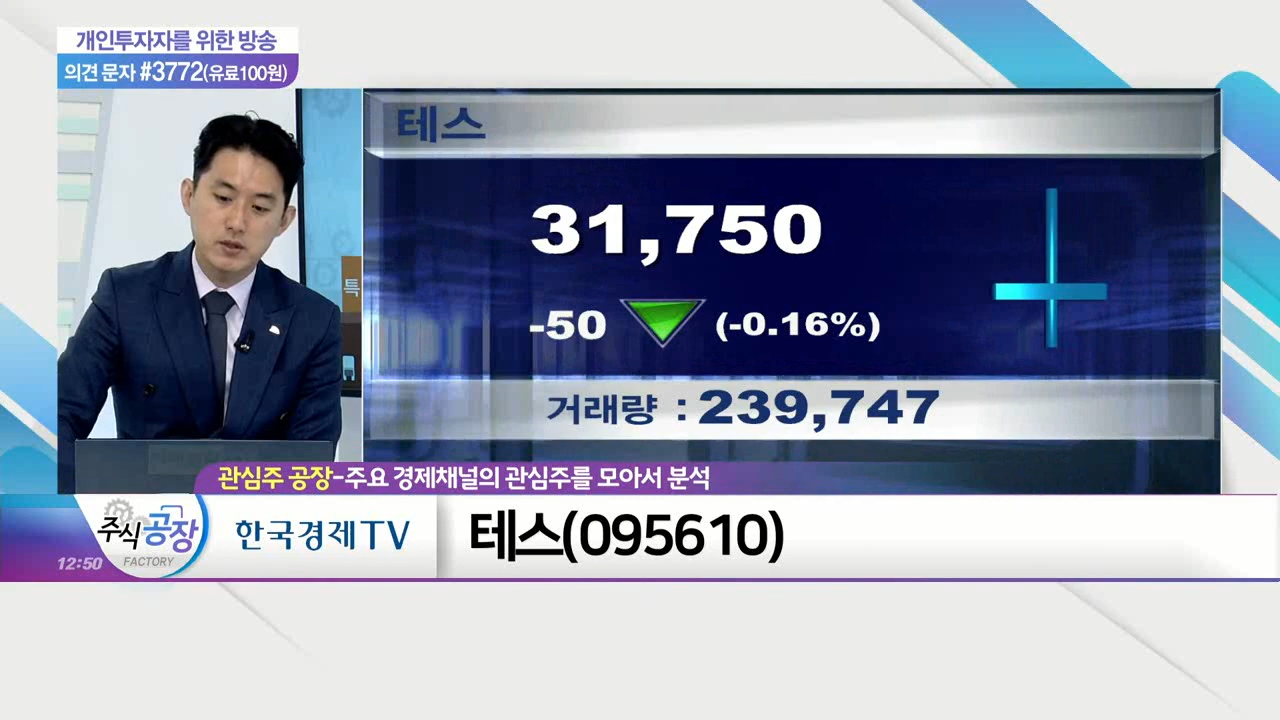 개인투자자를 위한 방송
의견 문자 #3772(유료100원)
테스
31,750
-50 (-0.16%)
거래량 : 239,747
특
관심주 공장-주요 경제채널의 관심주를 모아서 분석
주식공장
FACTORY
12:50
한국경제TV
테스(095610)